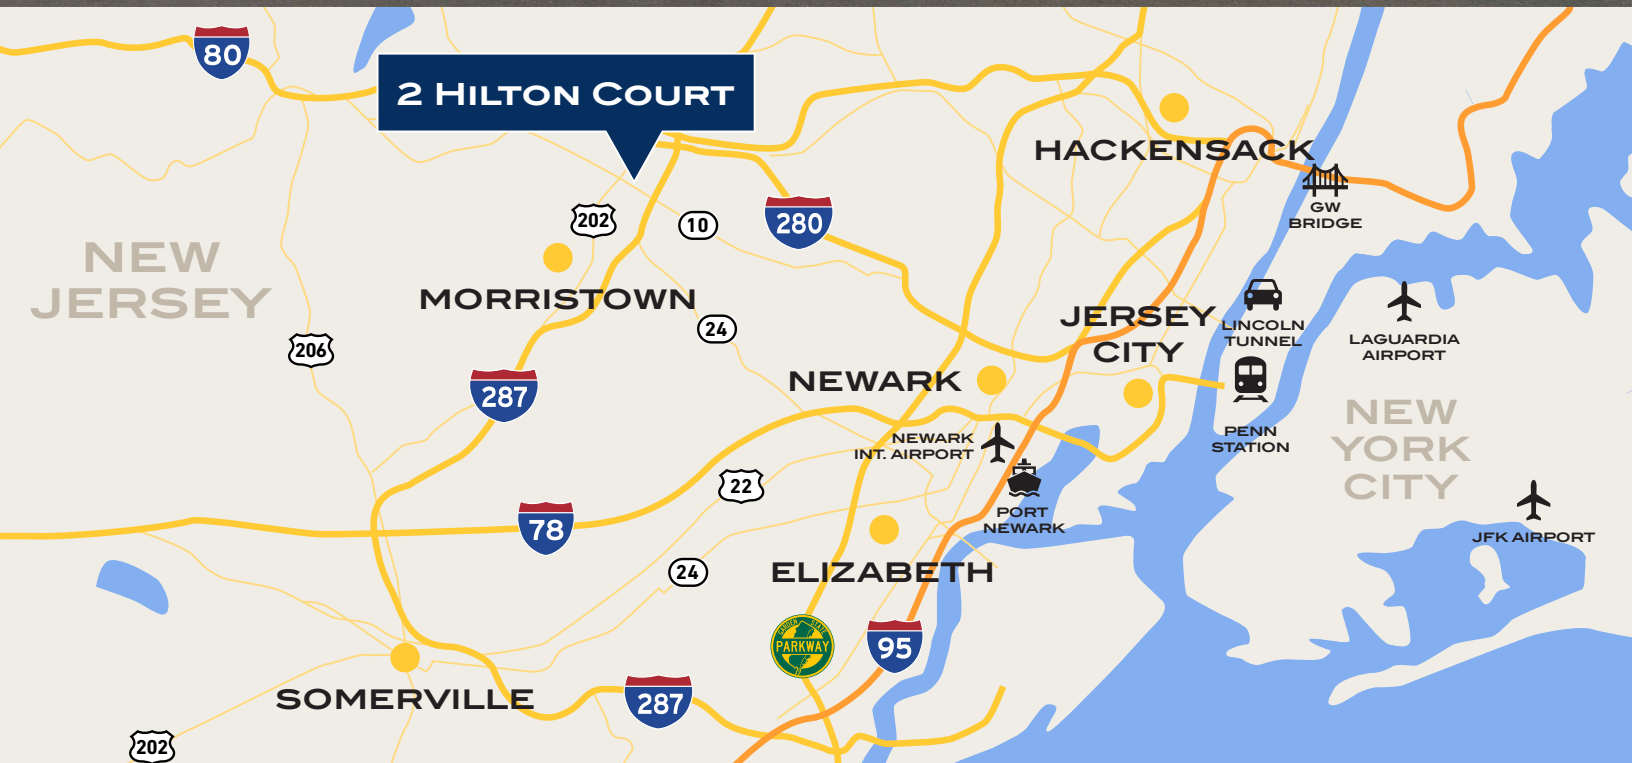 80
2 HILTON COURT
HACKENSACK
GW
BRIDGE
202
10
280
NEW
JERSEY
MORRISTOWN
24
206
JERSEY
CITY
LINCOLN
TUNNEL
LAGUARDIA
AIRPORT
287
NEWARK
NEW
YORK
CITY
PENN
STATION
NEWARK
INT. AIRPORT
22
PORT
NEWARK
78
JFK AIRPORT
24
ELIZABETH
GARDEN STATE
PARKWAY
95
SOMERVILLE
287
202